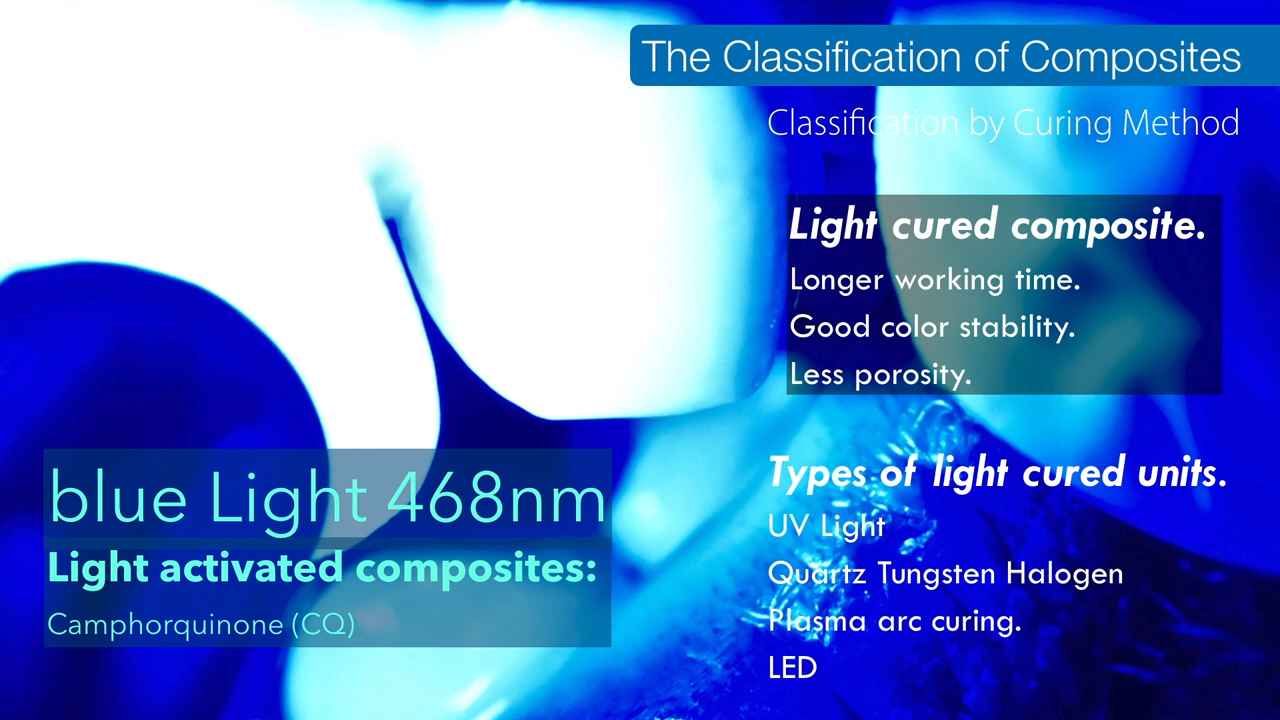 The Classification of Composites
Classification by Curing Method
Light cured composite.
Longer working time.
Good color stability.
Less porosity.
blue Light 468nm
Light activated composites:
Camphorquinone (CQ)
Types of light cured units.
UV Light
Quartz Tungsten Halogen
Plasma arc curing.
LED